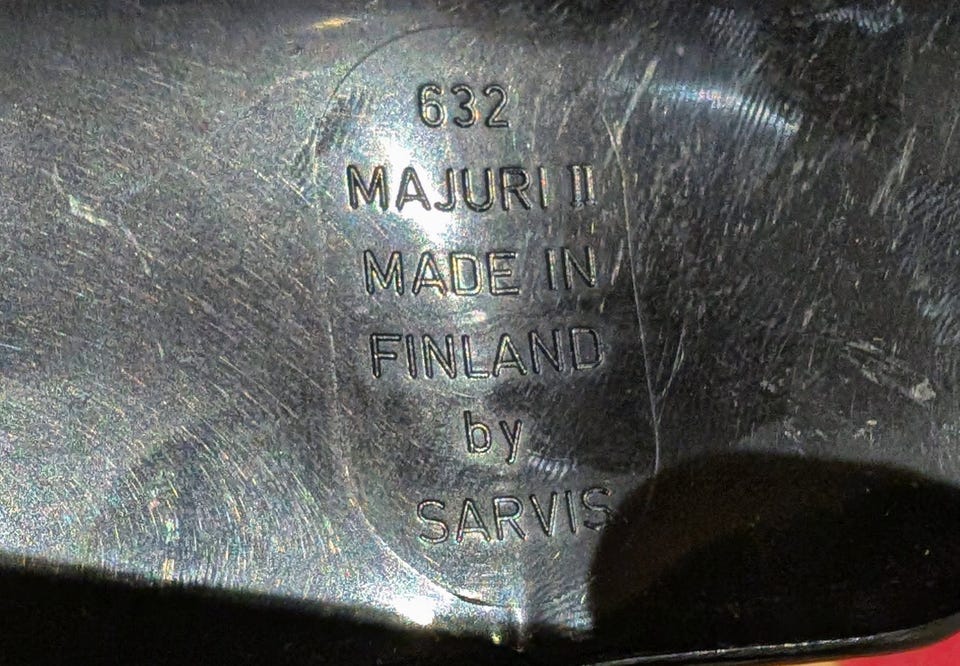 632
MAJURI II
MADE IN
FINLAND
by
SARVIS